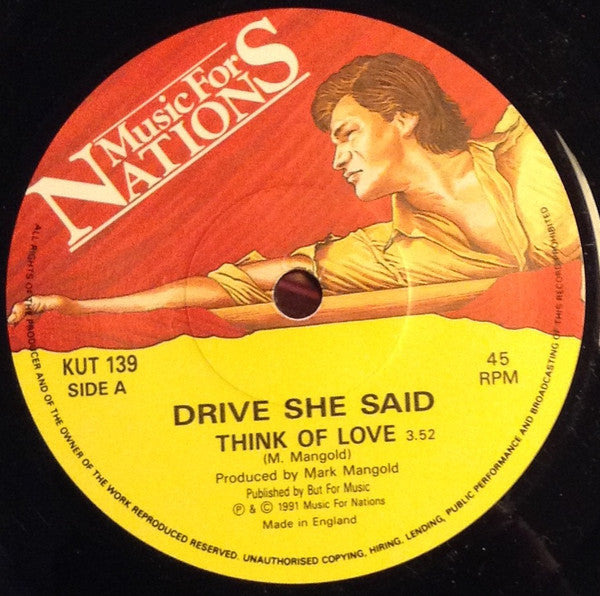 Music For
NATIONS
KUT 139
SIDE A
45
RPM
DRIVE SHE SAID
THINK OF LOVE 3.52
(M. Mangold)
Produced by Mark Mangold
Published by But For Music
Ⓟ & © 1991 Music For Nations
Made in England
ALL RIGHTS OF THE PRODUCER AND OF THE OWNER OF THE WORK REPRODUCED RESERVED. UNAUTHORISED COPYING, HIRING, LENDING, PUBLIC PERFORMANCE AND BROADCASTING OF THIS RECORD PROHIBITED